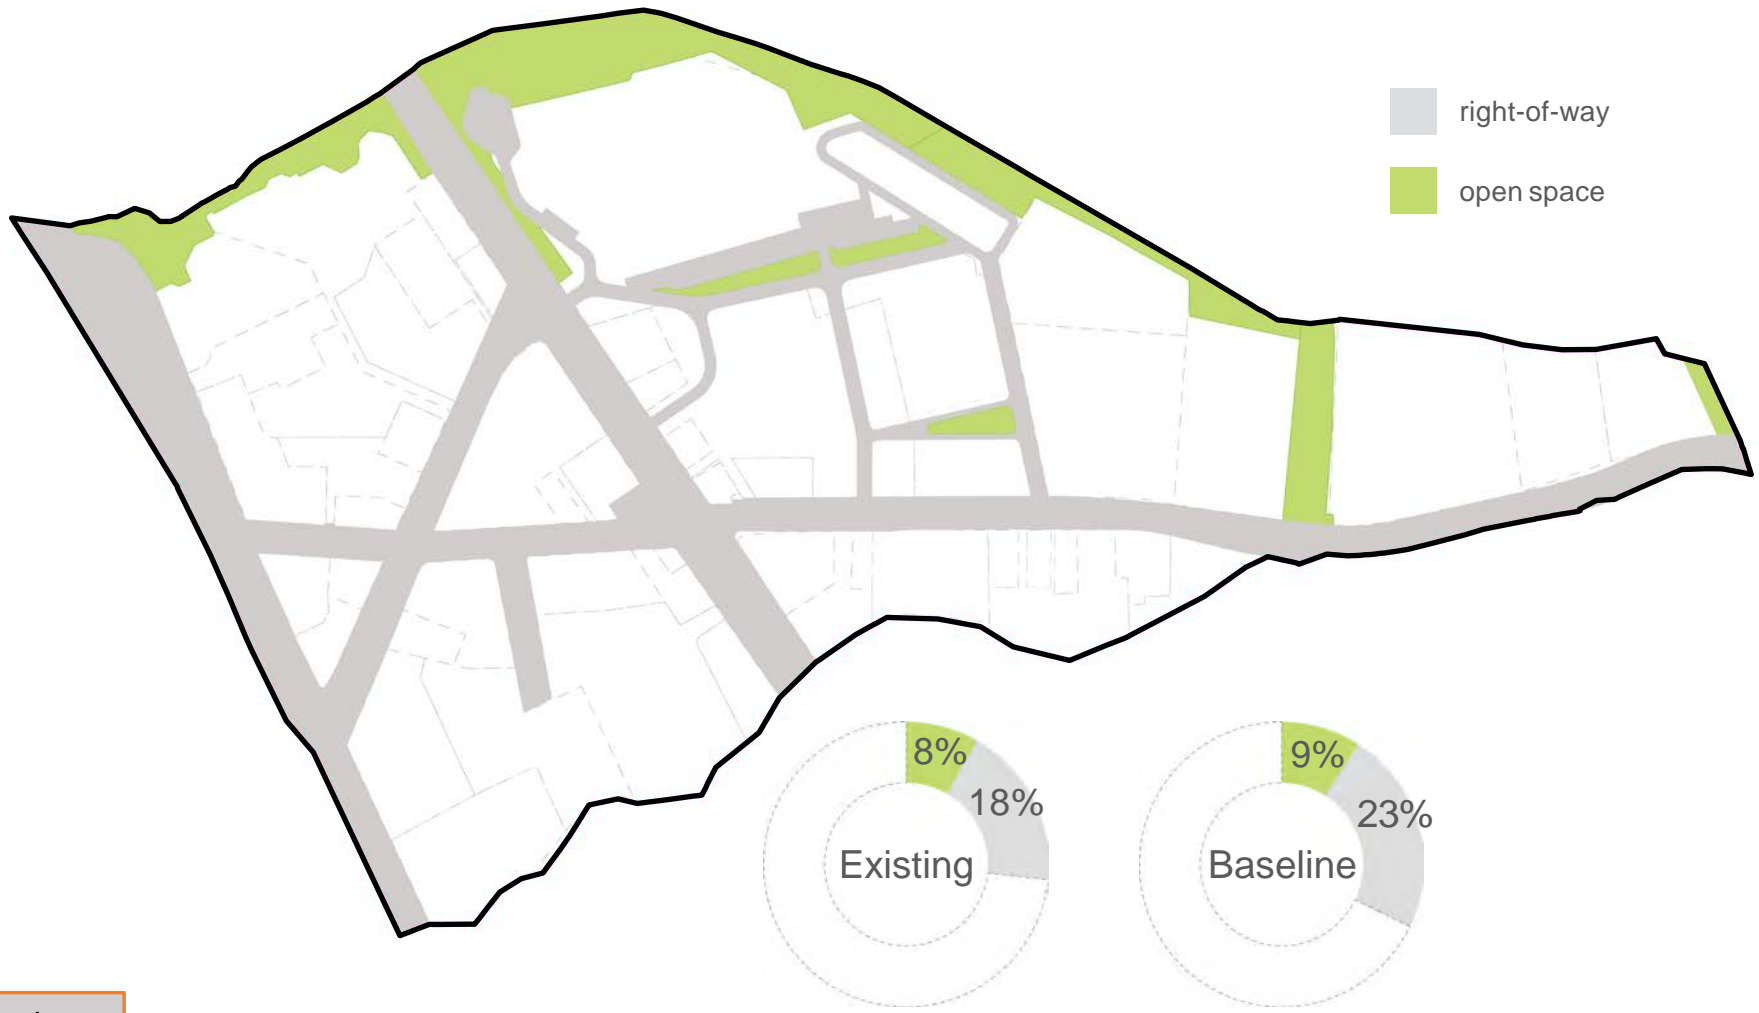 right-of-way
open space
8%
18%
Existing
9%
23%
Baseline